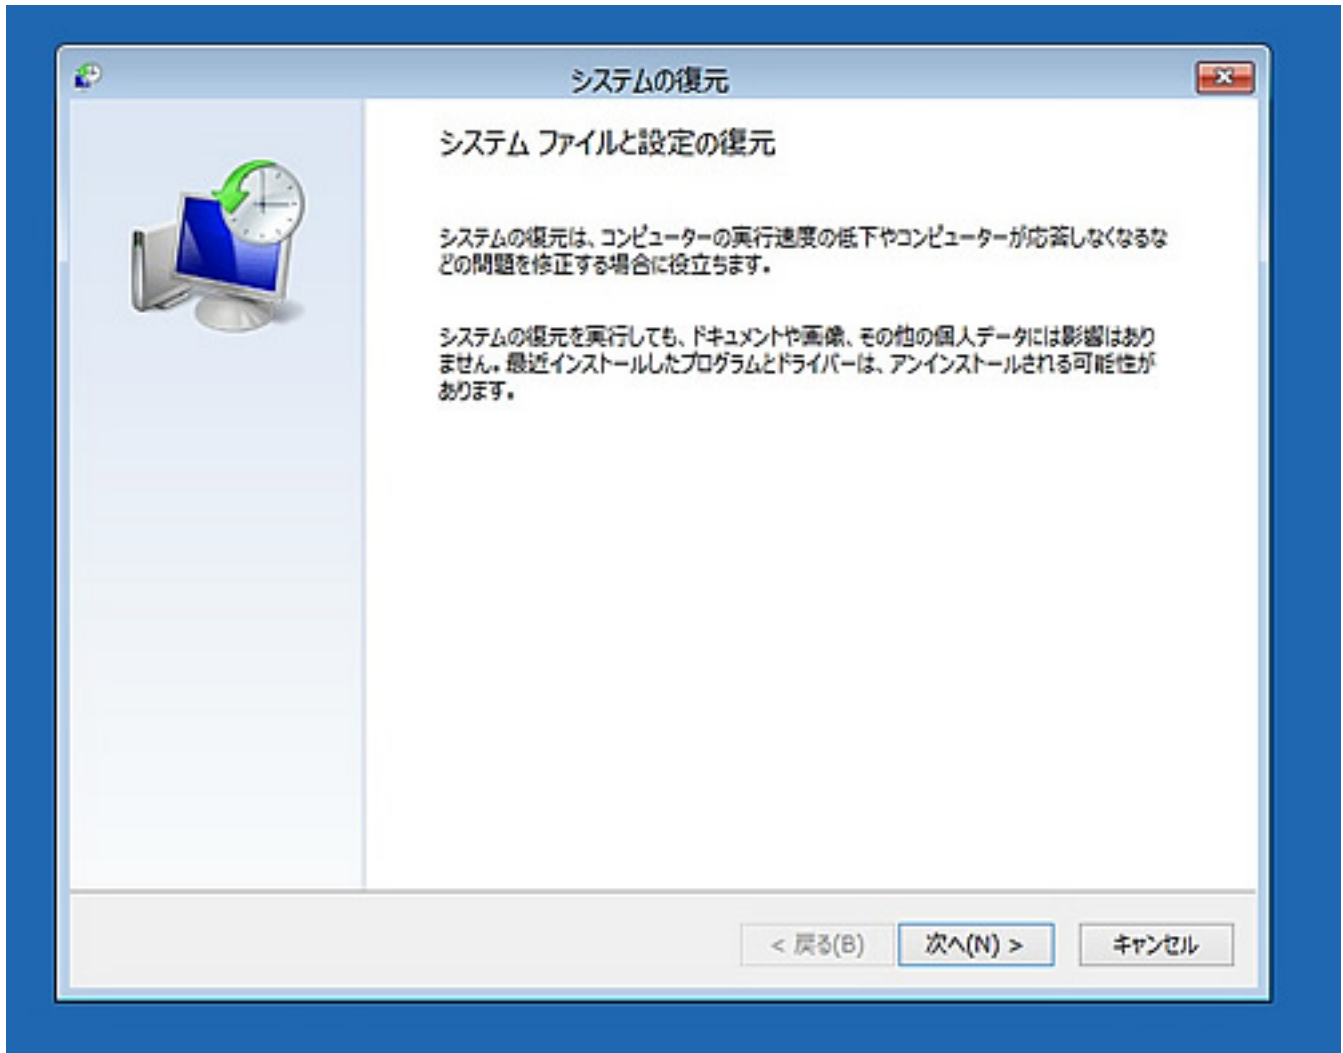 システムの復元
システム ファイルと設定の復元
システムの復元は、コンピューターの実行速度の低下やコンピューターが応答しなくなるな
どの問題を修正する場合に役立ちます。
システムの復元を実行しても、ドキュメントや画像、その他の個人データには影響はあり
ません。最近インストールしたプログラムとドライバーは、アンインストールされる可能性が
あります。
< 戻る(B)
次へ(N) >
キャンセル